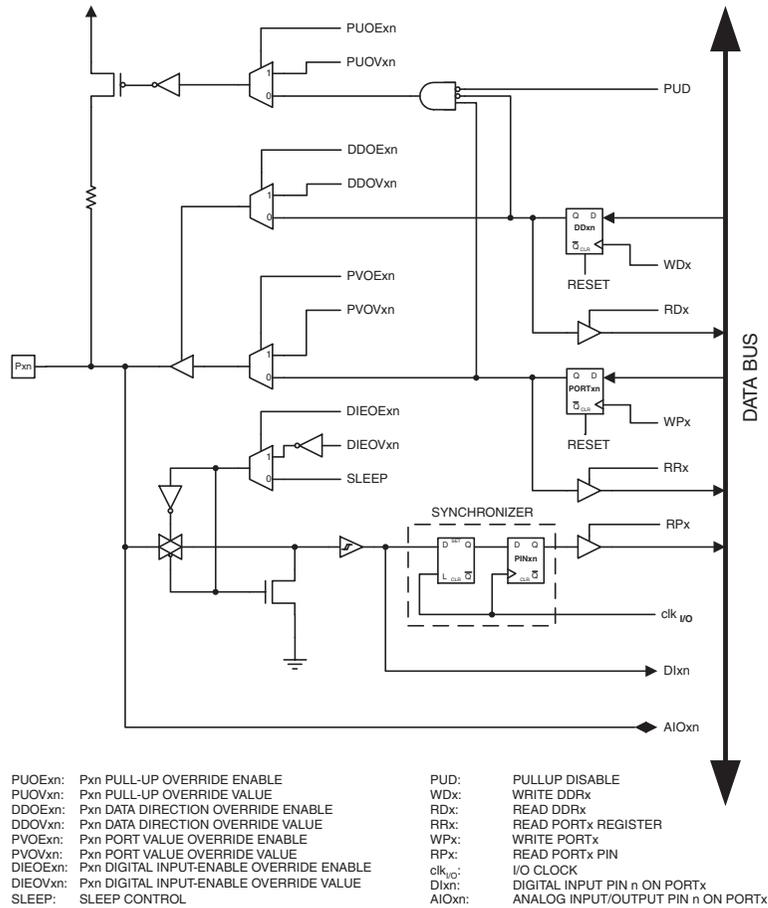 PUOExn
PUOVxn
1
0
PUD
DDOExn
DDOVxn
1
0
Q D
DDxn
Q CLR
WDx
RESET
PVOExn
RDx
PVOVxn
1
Pxn
0
Q D
PORTxn
Q CLR
DATA BUS
WPx
DIEOExn
RESET
DIEOVxn
1
0
SLEEP
RRx
SYNCHRONIZER
RPx
D SET Q
L CLR Q
D Q
PINxn
CLR Q
clk I/O
DIxn
AIOxn
PUOExn: Pxn PULL-UP OVERRIDE ENABLE
PUOVxn: Pxn PULL-UP OVERRIDE VALUE
DDOExn: Pxn DATA DIRECTION OVERRIDE ENABLE
DDOVxn: Pxn DATA DIRECTION OVERRIDE VALUE
PVOExn: Pxn PORT VALUE OVERRIDE ENABLE
PVOVxn: Pxn PORT VALUE OVERRIDE VALUE
DIEOExn: Pxn DIGITAL INPUT-ENABLE OVERRIDE ENABLE
DIEOVxn: Pxn DIGITAL INPUT-ENABLE OVERRIDE VALUE
SLEEP: SLEEP CONTROL
PUD: PULLUP DISABLE
WDx: WRITE DDRx
RDx: READ DDRx
RRx: READ PORTx REGISTER
WPx: WRITE PORTx
RPx: READ PORTx PIN
clkI/O: I/O CLOCK
DIxn: DIGITAL INPUT PIN n ON PORTx
AIOxn: ANALOG INPUT/OUTPUT PIN n ON PORTx